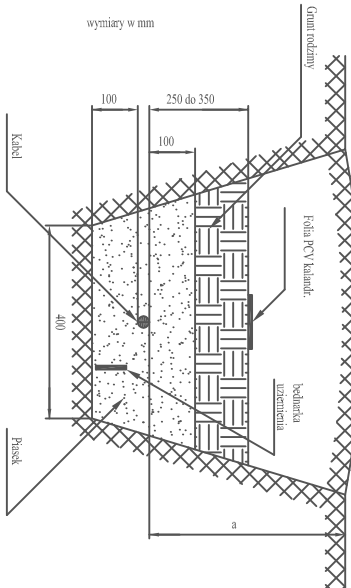 wymiary w mm
Grunt rodzimy
100
250 do 350
100
Kabel
Folia PCV kalandr.
400
bednarka
uziemienia
Piasek
a